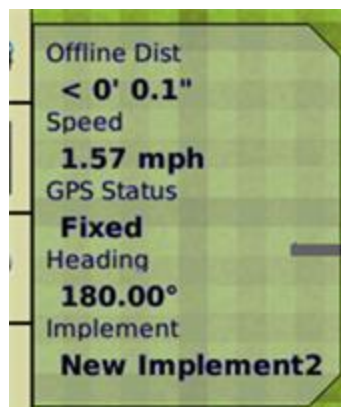 Offline Dist
< 0' 0.1"
Speed
1.57 mph
GPS Status
Fixed
Heading
180.00°
Implement
New Implement2